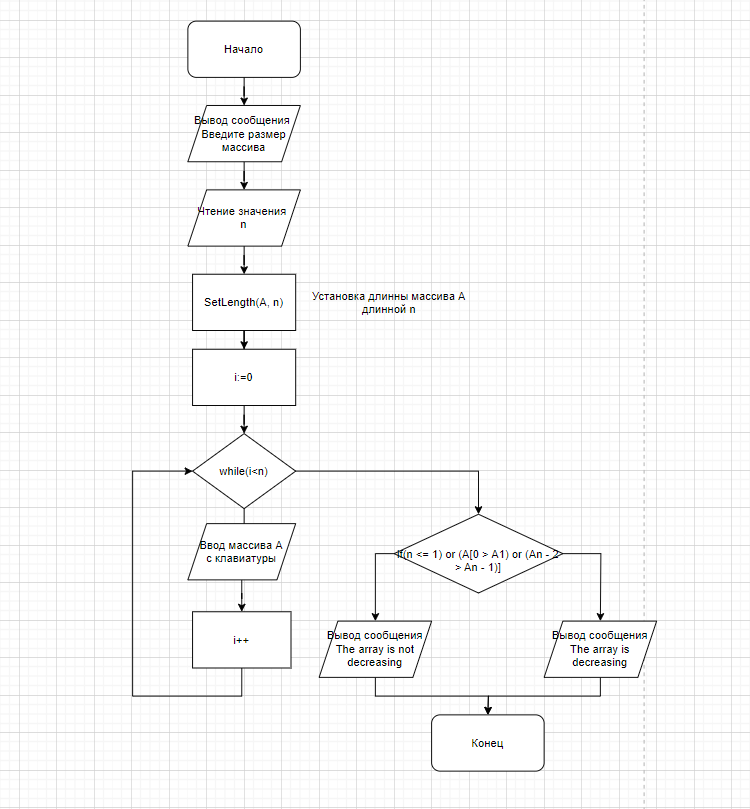 Начало
Вывод сообщения
Введите размер
массива
Чтение значения
n
SetLength(A, n)
Установка длинны массива A
длинной n
i:=0
while(i<n)
Ввод массива A
с клавиатуры
i++
if(n <= 1) or (A[0 > A1) or (An - 2
> An - 1)]
Вывод сообщения
The array is not
decreasing
Вывод сообщения
The array is
decreasing
Конец